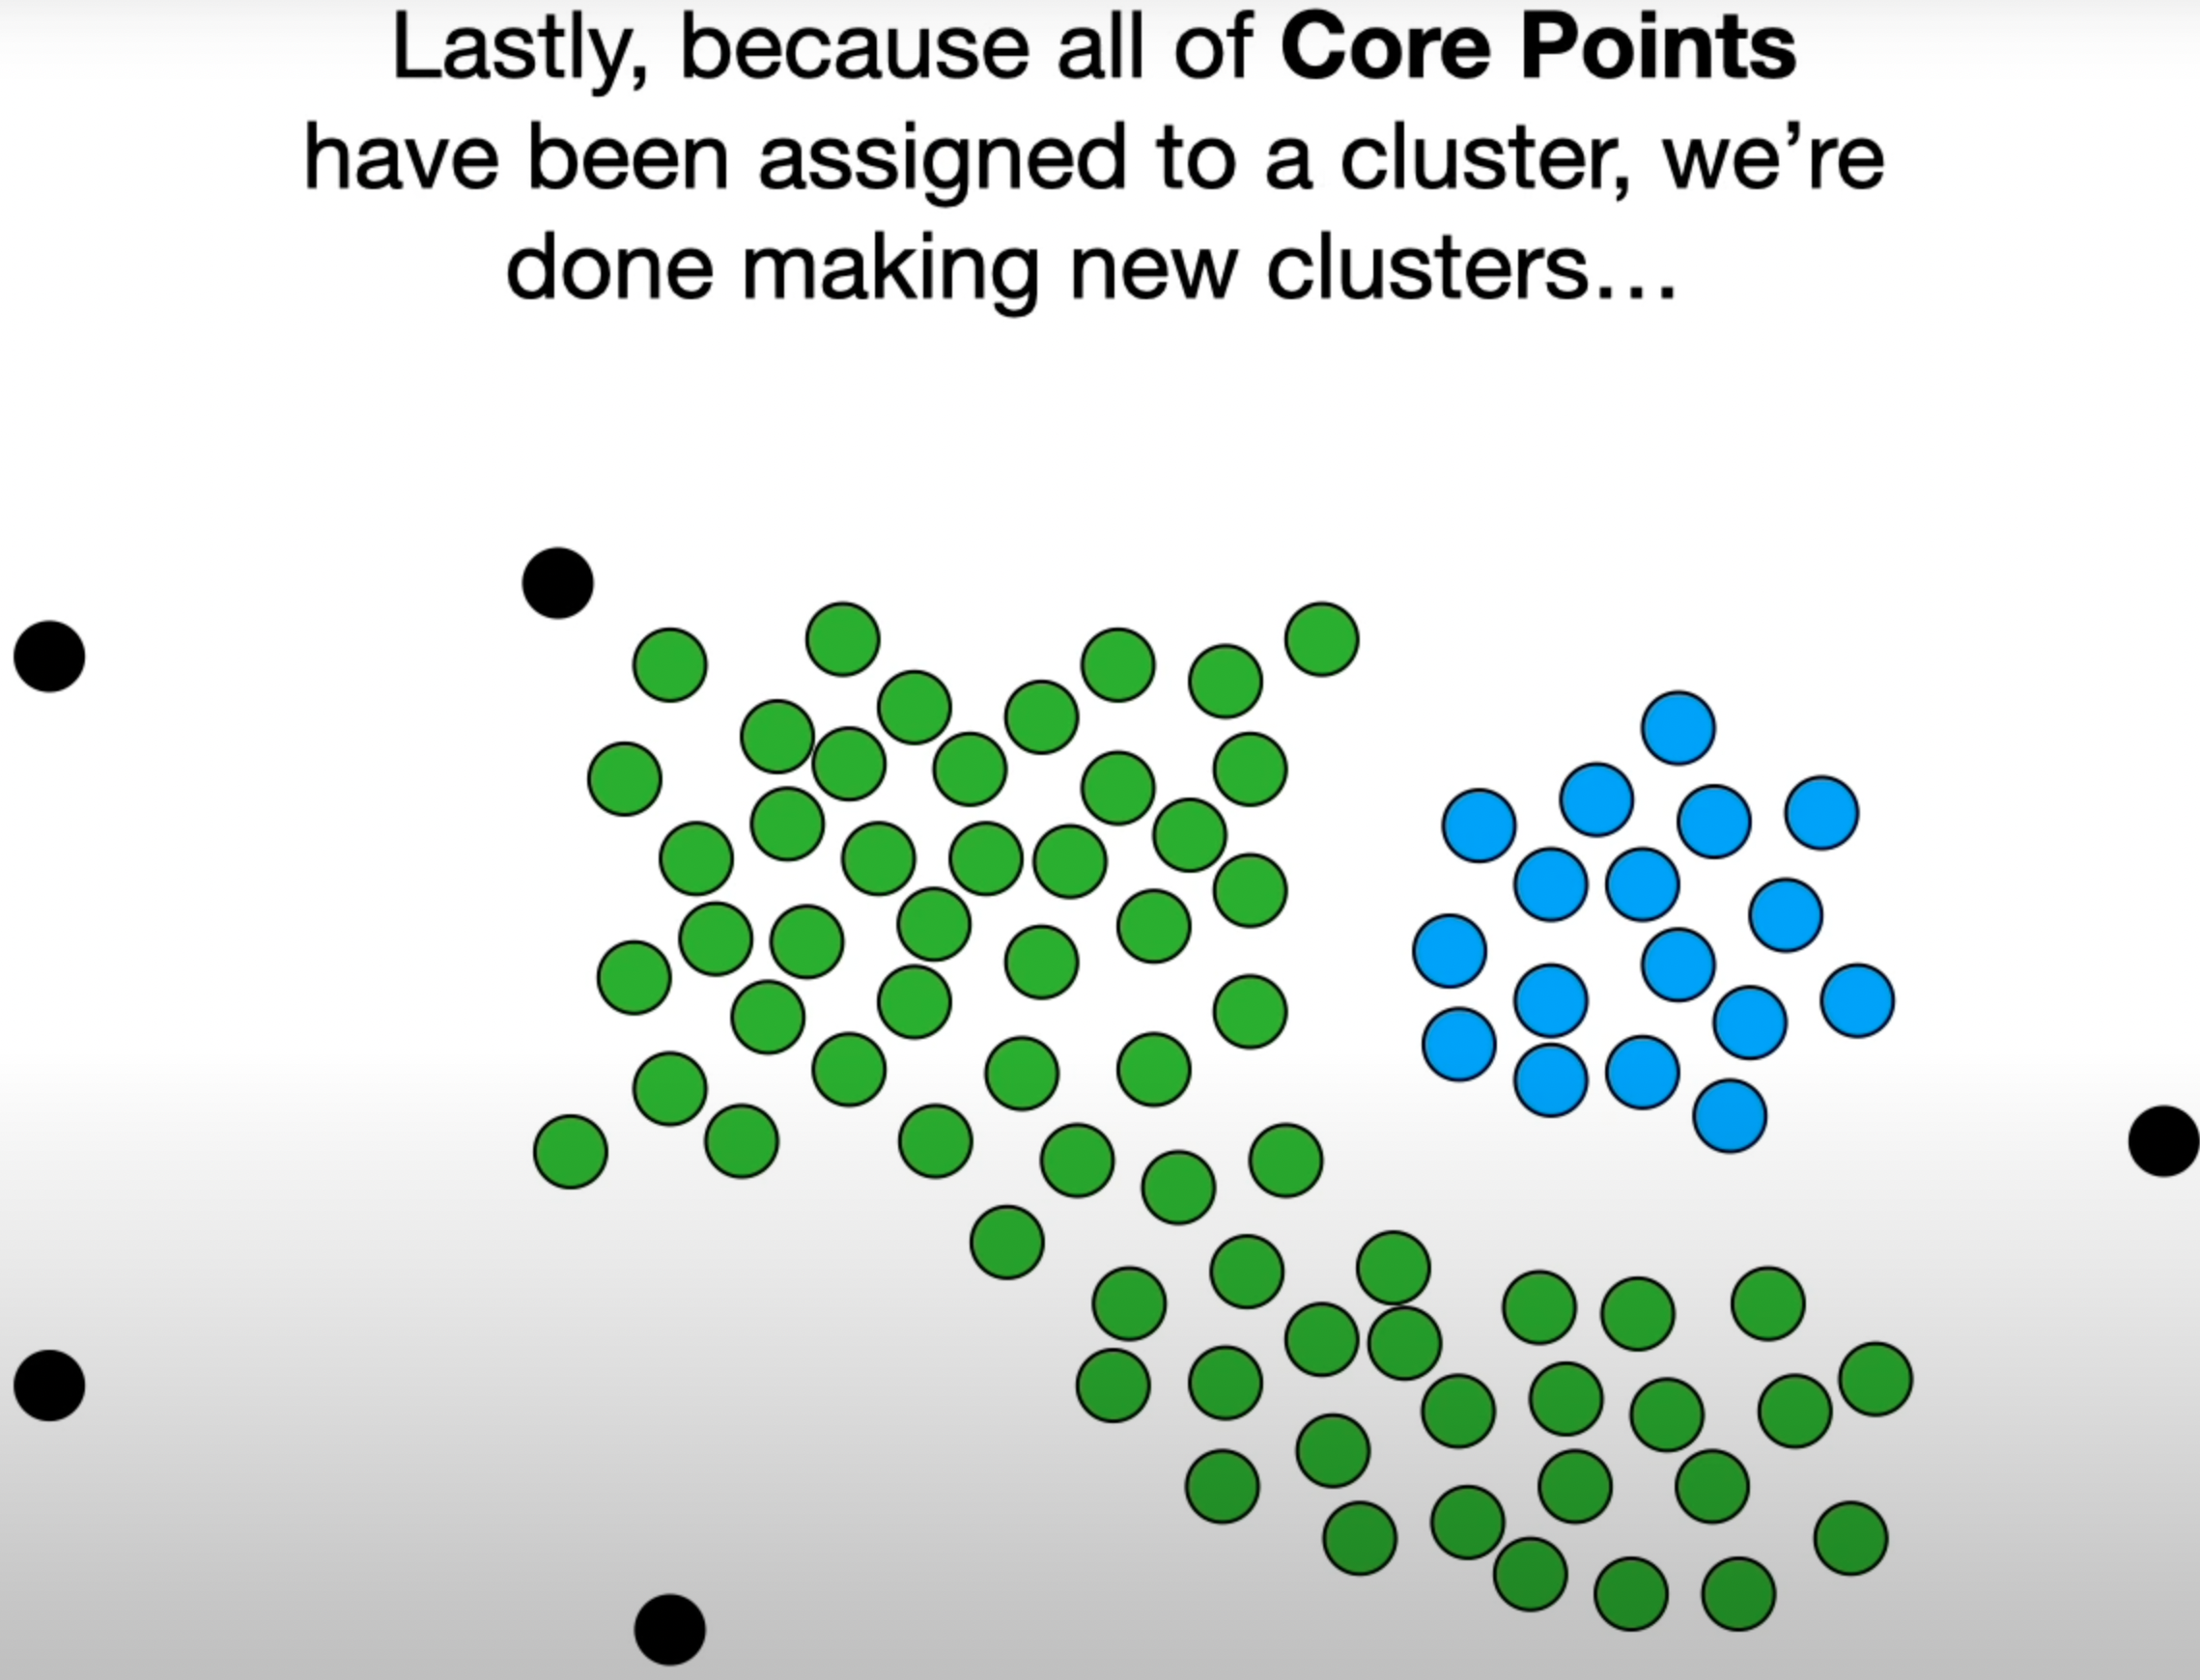 Lastly, because all of Core Points
have been assigned to a cluster, we’re
done making new clusters…